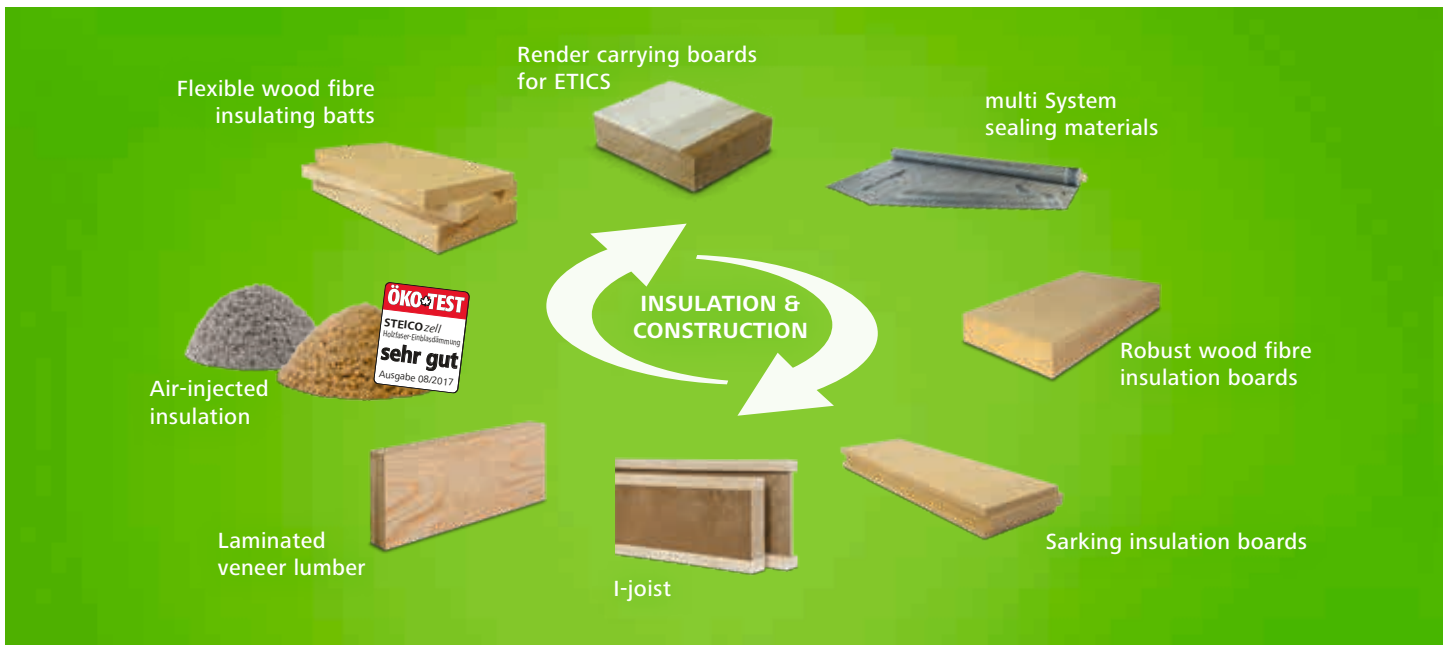 Render carrying boards
for ETICS
Flexible wood fibre
insulating batts
multi System
sealing materials
INSULATION &
CONSTRUCTION
ÖKO TEST
STEICOzell
Holzfaser-Einblasdämmung
sehr gut
Ausgabe 08/2017
Robust wood fibre
insulation boards
Air-injected
insulation
Laminated
veneer lumber
I-joist
Sarking insulation boards